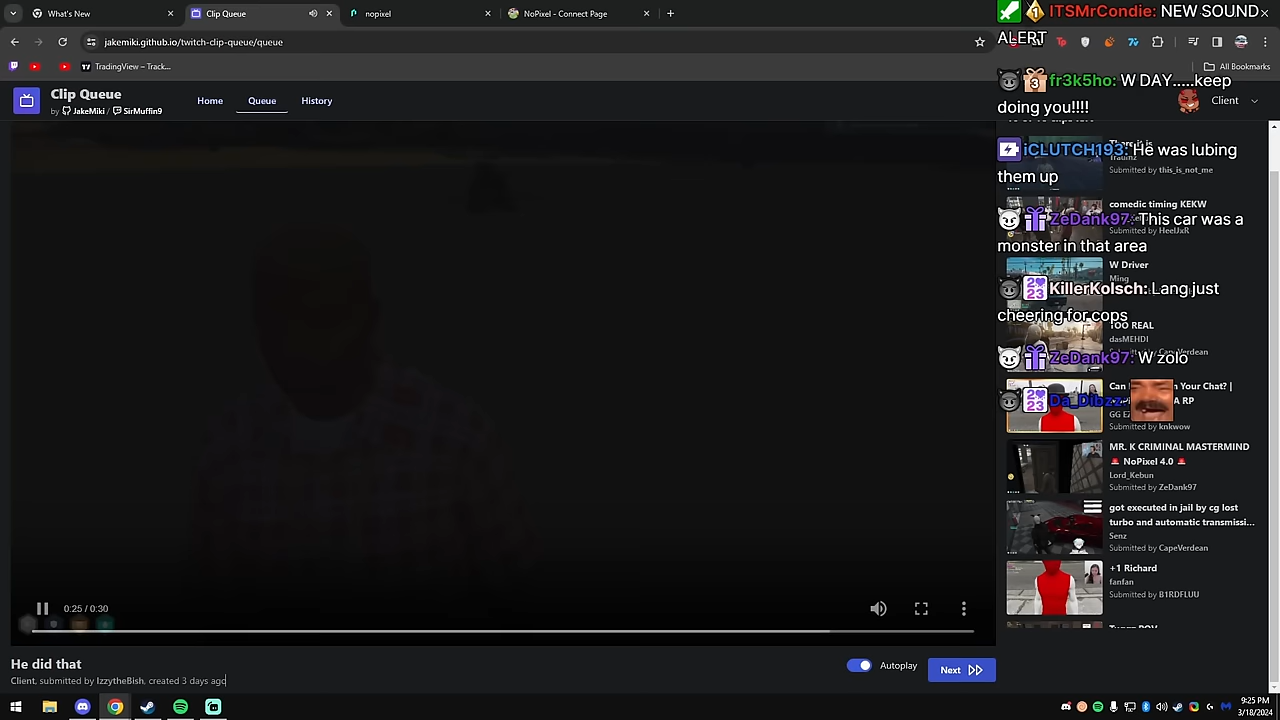 What's New
Clip Queue
nopixel
NoPixel - Connect Page
jakemiki.github.io/twitch-clip-queue/queue
TradingView – Track...
All Bookmarks
Clip Queue
by JakeMiki / SirMuffin9
Home
Queue
History
Client
ITSMrCondie: NEW SOUND
ALERT
fr3k5ho: W DAY.....keep
doing you!!!!
iCLUTCH193: He was lubing
them up
ZeDank97: This car was a
monster in that area
KillerKolsch: Lang just
cheering for cops
ZeDank97: W zolo
Da_Dibzz:
Submitted by this_is_not_me
comedic timing KEKW
Submitted by HeelJxR
W Driver
Ming
TOO REAL
dasMEHDI
Can
n Your Chat? |
A RP
GG EZ
Submitted by knkwow
MR. K CRIMINAL MASTERMIND
NoPixel 4.0
Lord_Kebun
Submitted by ZeDank97
got executed in jail by cg lost
turbo and automatic transmissi...
Senz
Submitted by CapeVerdean
+1 Richard
fanfan
Submitted by B1RDFLUU
0:25 / 0:30
He did that
Client, submitted by IzzytheBish, created 3 days ago
Autoplay
Next
9:25 PM
3/18/2024